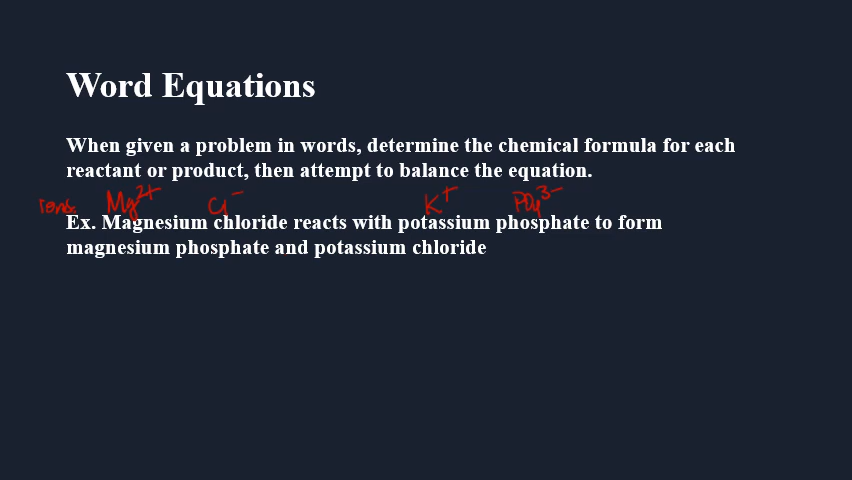 Word Equations
When given a problem in words, determine the chemical formula for each
reactant or product, then attempt to balance the equation.
ions: Mg²⁺ Cl⁻ K⁺ PO₄³⁻
Ex. Magnesium chloride reacts with potassium phosphate to form
magnesium phosphate and potassium chloride